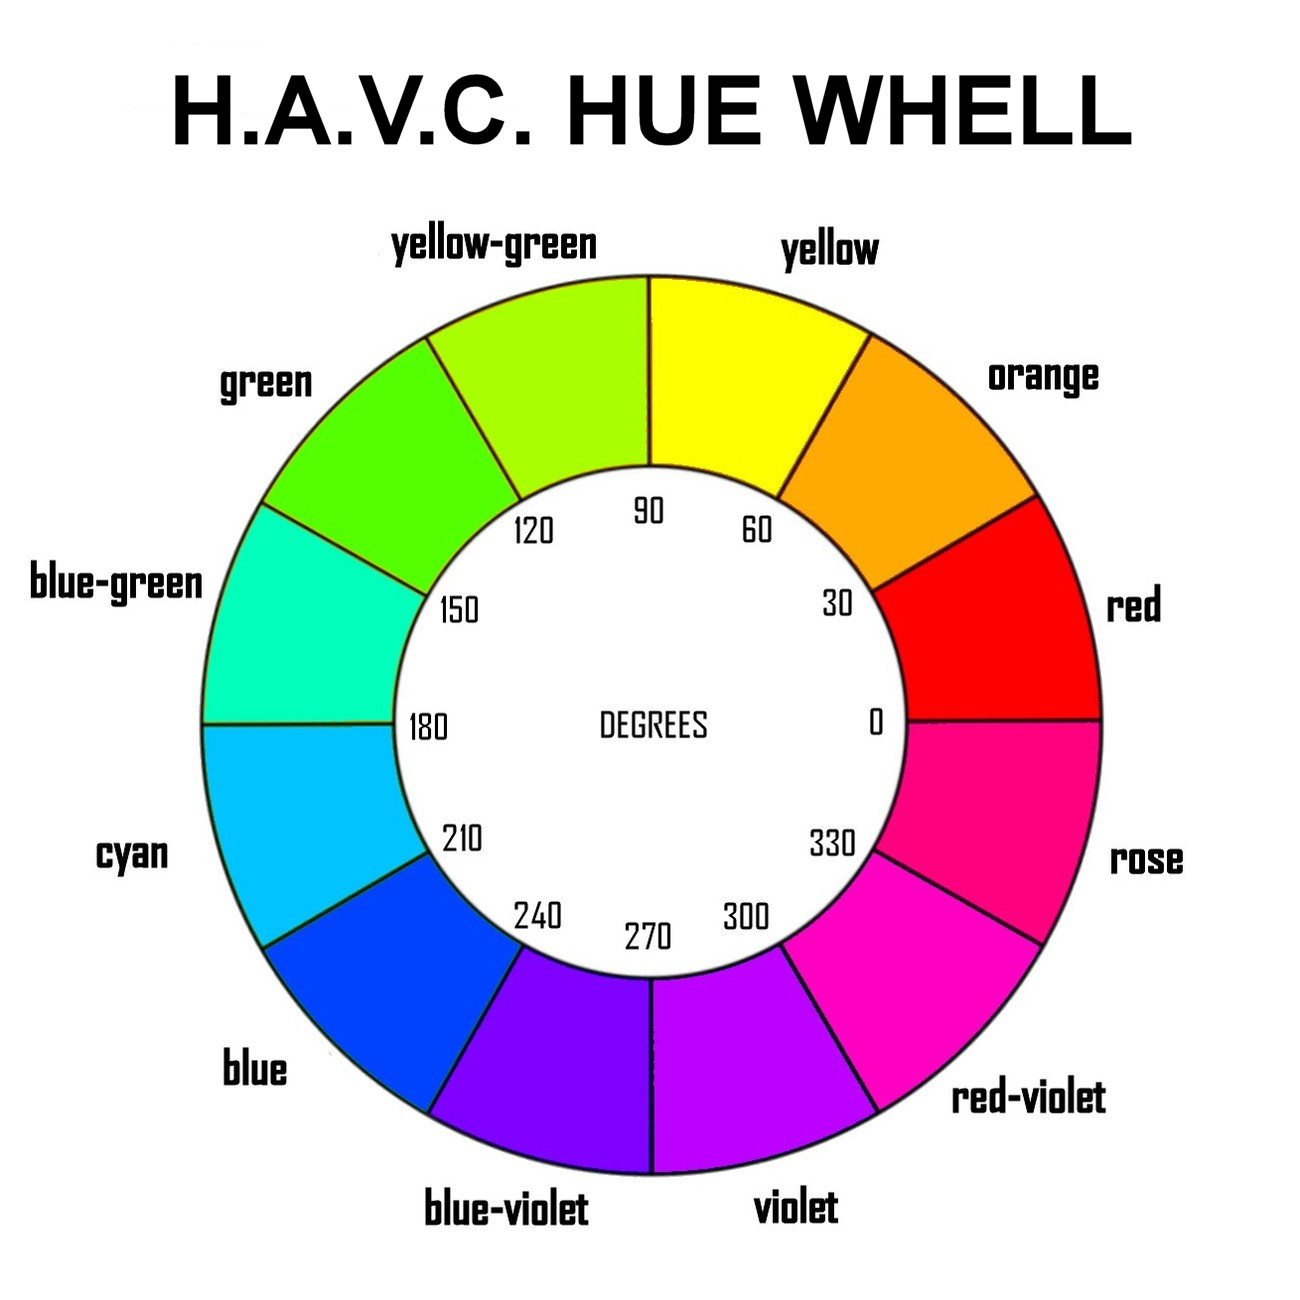 H.A.V.C. HUE WHELL
yellow-green
yellow
green
orange
blue-green
red
cyan
rose
blue
red-violet
blue-violet
violet
90
120
60
150
30
180
DEGREES
0
210
330
240
300
270